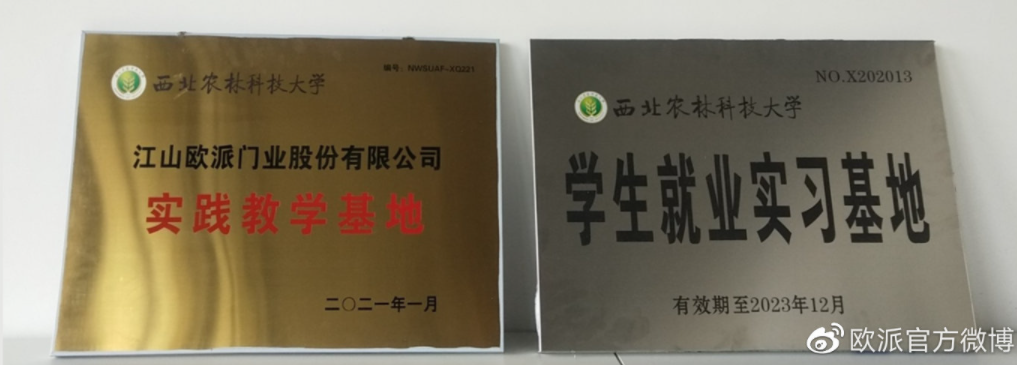 编号：NWSUAF-XQ221
西北农林科技大学
江山欧派门业股份有限公司
实践教学基地
二〇二一年一月
NO.X202013
西北农林科技大学
学生就业实习基地
有效期至2023年12月
欧派官方微博